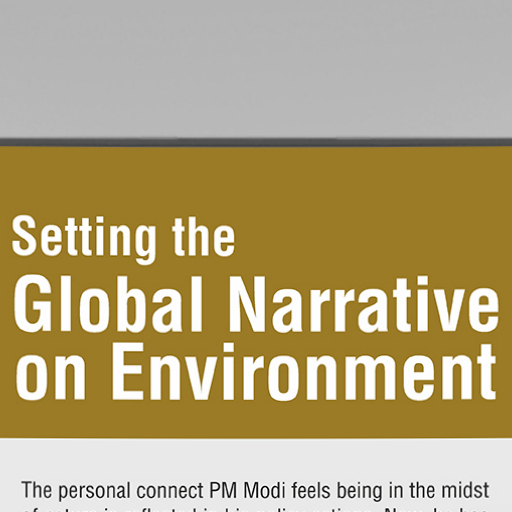 Setting the
Global Narrative
on Environment
The personal connect PM Modi feels being in the midst